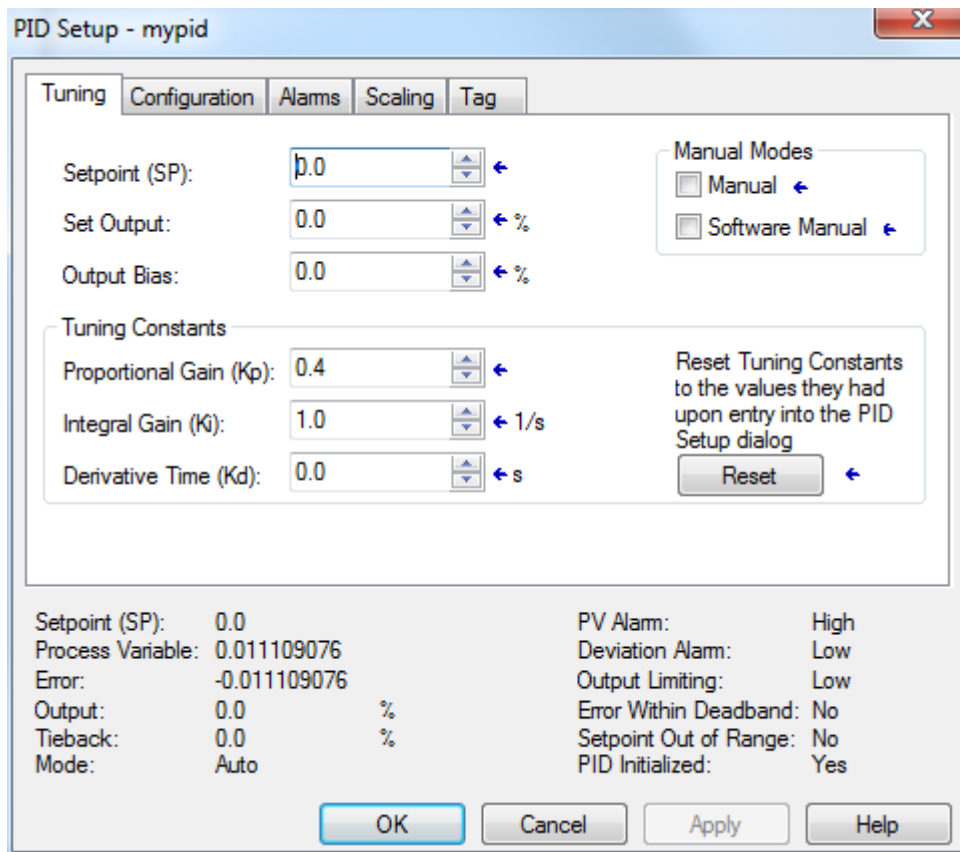 PID Setup - mypid
Tuning Configuration Alarms Scaling Tag
Setpoint (SP): 0.0
Set Output: 0.0 %
Output Bias: 0.0 %
Manual Modes
Manual
Software Manual
Tuning Constants
Proportional Gain (Kp): 0.4
Integral Gain (Ki): 1.0 1/s
Derivative Time (Kd): 0.0 s
Reset Tuning Constants
to the values they had
upon entry into the PID
Setup dialog
Reset
Setpoint (SP): 0.0
Process Variable: 0.011109076
Error: -0.011109076
Output: 0.0 %
Tieback: 0.0 %
Mode: Auto
PV Alarm: High
Deviation Alarm: Low
Output Limiting: Low
Error Within Deadband: No
Setpoint Out of Range: No
PID Initialized: Yes
OK Cancel Apply Help